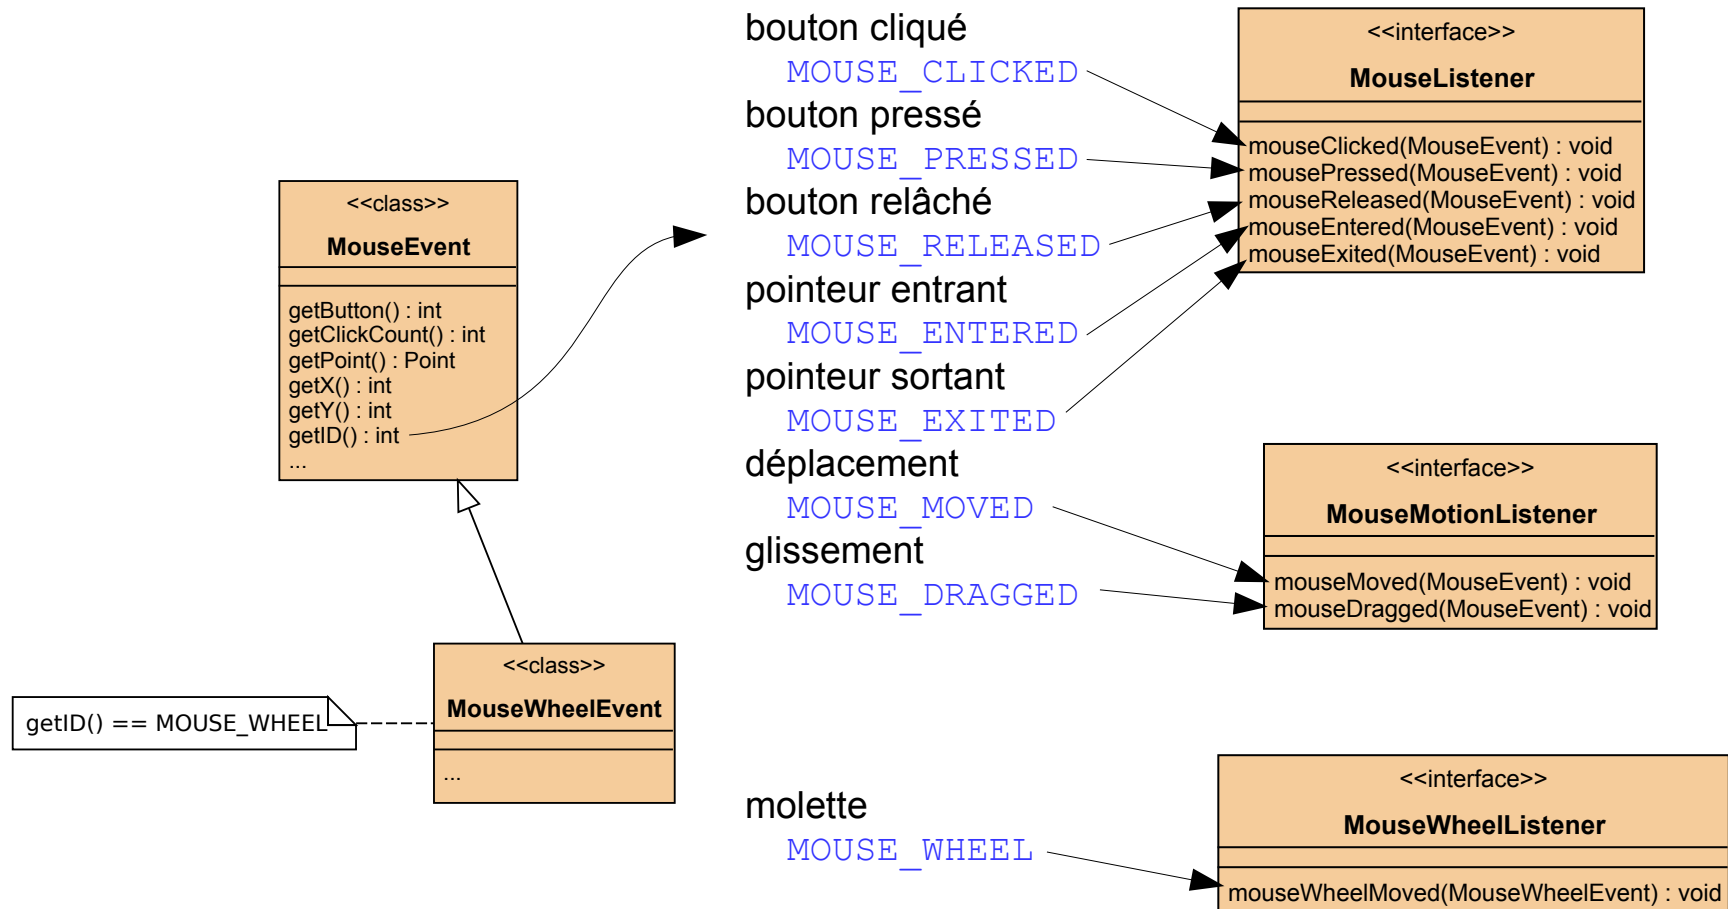 <<class>>
MouseEvent
getButton() : int
getClickCount() : int
getPoint() : Point
getX() : int
getY() : int
getID() : int
...
<<class>>
MouseWheelEvent
...
getID() == MOUSE_WHEEL
bouton cliqué
MOUSE_CLICKED
bouton pressé
MOUSE_PRESSED
bouton relâché
MOUSE_RELEASED
pointeur entrant
MOUSE_ENTERED
pointeur sortant
MOUSE_EXITED
déplacement
MOUSE_MOVED
glissement
MOUSE_DRAGGED
molette
MOUSE_WHEEL
<<interface>>
MouseListener
mouseClicked(MouseEvent) : void
mousePressed(MouseEvent) : void
mouseReleased(MouseEvent) : void
mouseEntered(MouseEvent) : void
mouseExited(MouseEvent) : void
<<interface>>
MouseMotionListener
mouseMoved(MouseEvent) : void
mouseDragged(MouseEvent) : void
<<interface>>
MouseWheelListener
mouseWheelMoved(MouseWheelEvent) : void